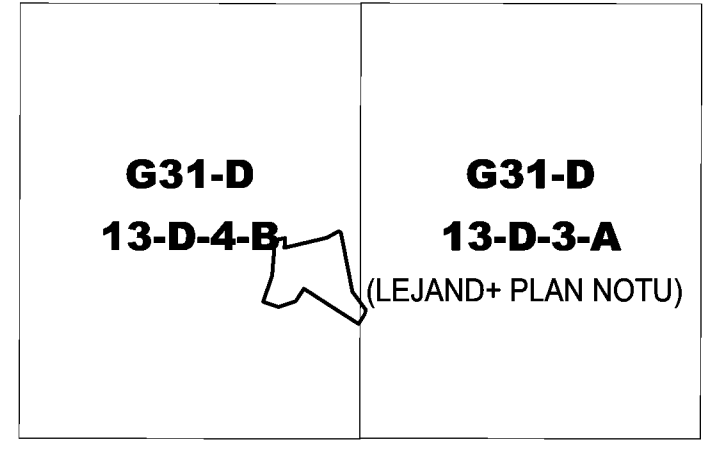 G31-D
13-D-4-B
G31-D
13-D-3-A
(LEJAND+ PLAN NOTU)